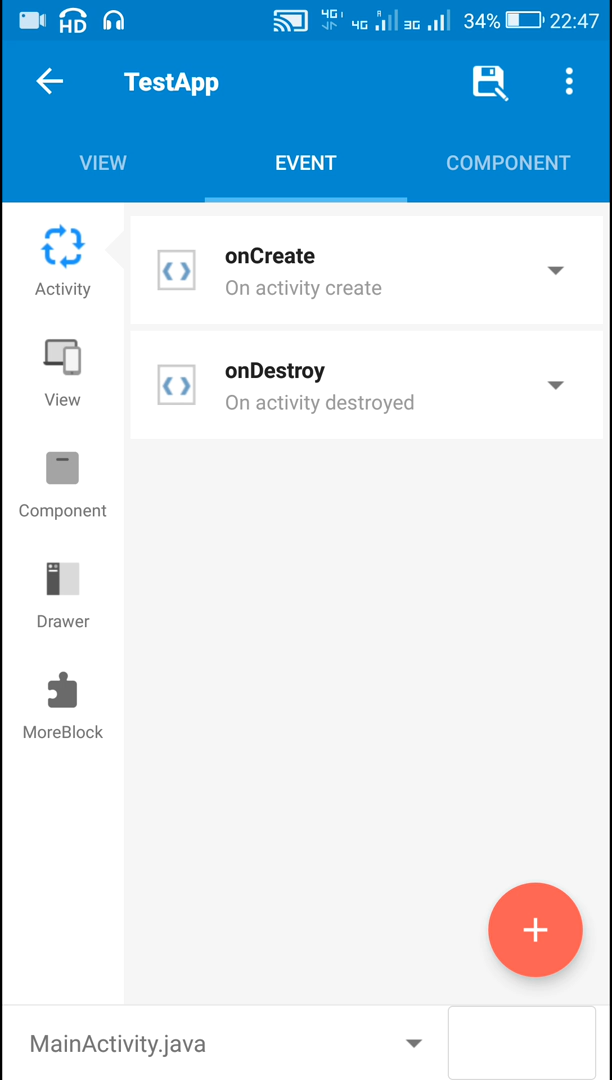 HD 4G 4G R 3G 34% 22:47
TestApp
VIEW EVENT COMPONENT
Activity
onCreate
On activity create
View
onDestroy
On activity destroyed
Component
Drawer
MoreBlock
MainActivity.java